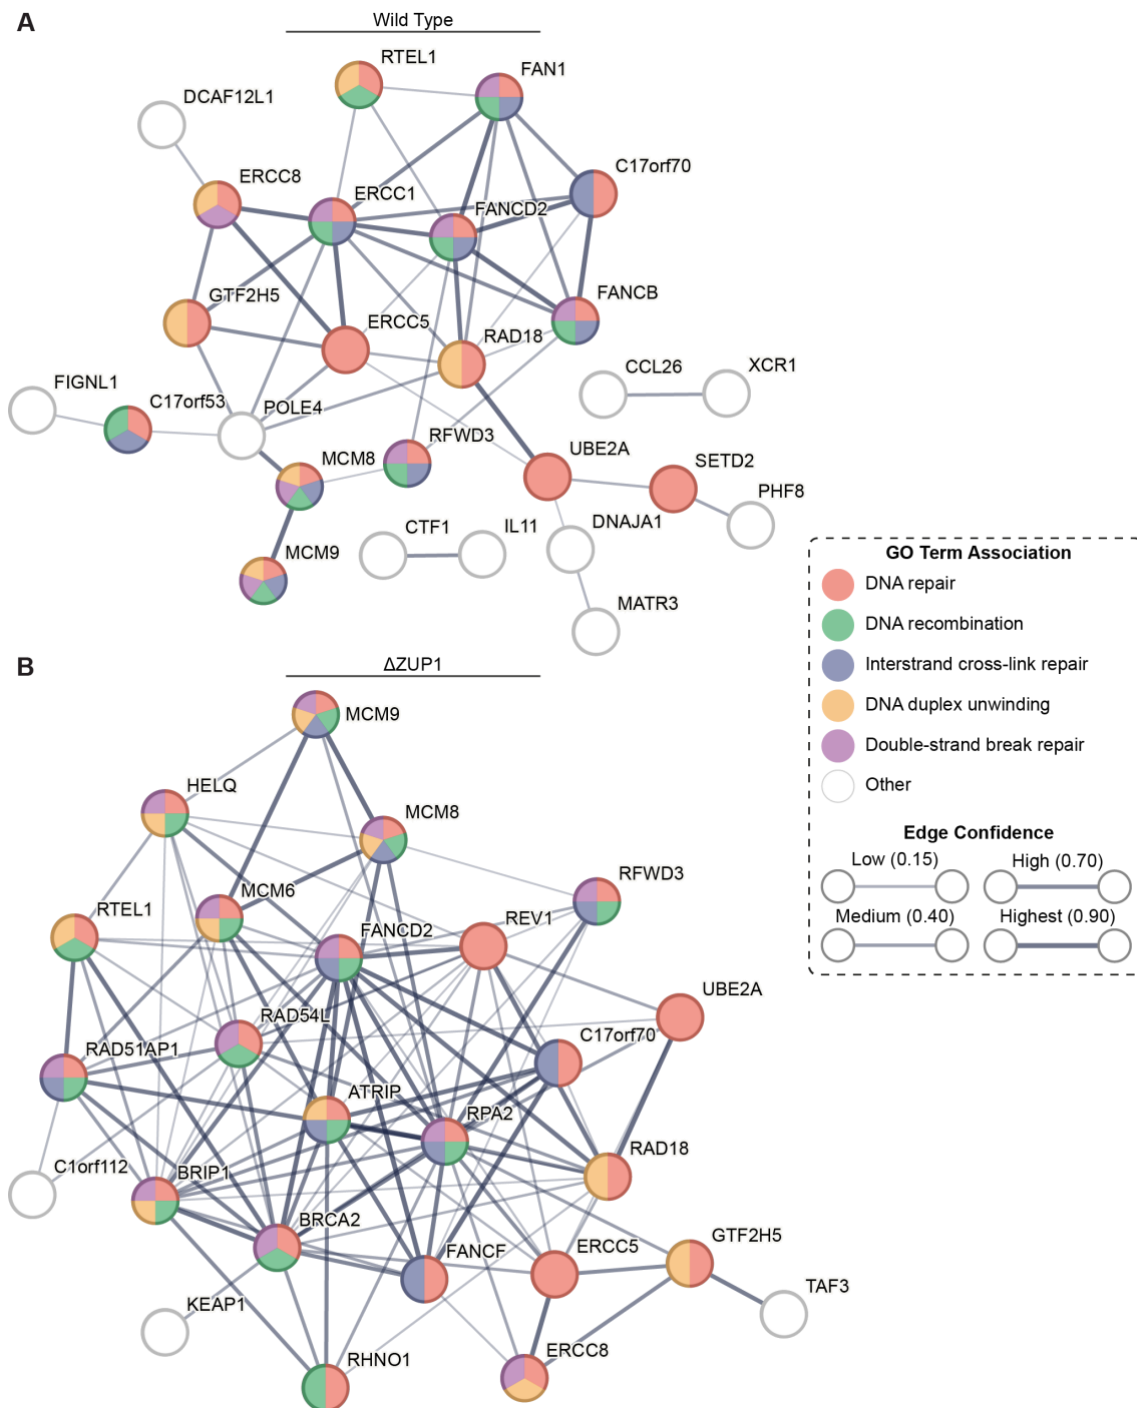 A
Wild Type
RTEL1
FAN1
DCAF12L1
C17orf70
ERCC8
ERCC1
FANCD2
GTF2H5
FANCB
ERCC5
RAD18
CCL26
XCR1
FIGNL1
C17orf53
POLE4
MCM8
RFWD3
UBE2A
SETD2
PHF8
CTF1
IL11
DNAJA1
MCM9
MATR3
GO Term Association
DNA repair
DNA recombination
Interstrand cross-link repair
DNA duplex unwinding
Double-strand break repair
Other
Edge Confidence
Low (0.15)
High (0.70)
Medium (0.40)
Highest (0.90)
B
ΔZUP1
MCM9
HELQ
MCM8
RFWD3
MCM6
RTEL1
FANCD2
REV1
UBE2A
RAD54L
C17orf70
RAD51AP1
ATRIP
RPA2
RAD18
C1orf112
BRIP1
BRCA2
FANCF
ERCC5
GTF2H5
TAF3
KEAP1
RHNO1
ERCC8